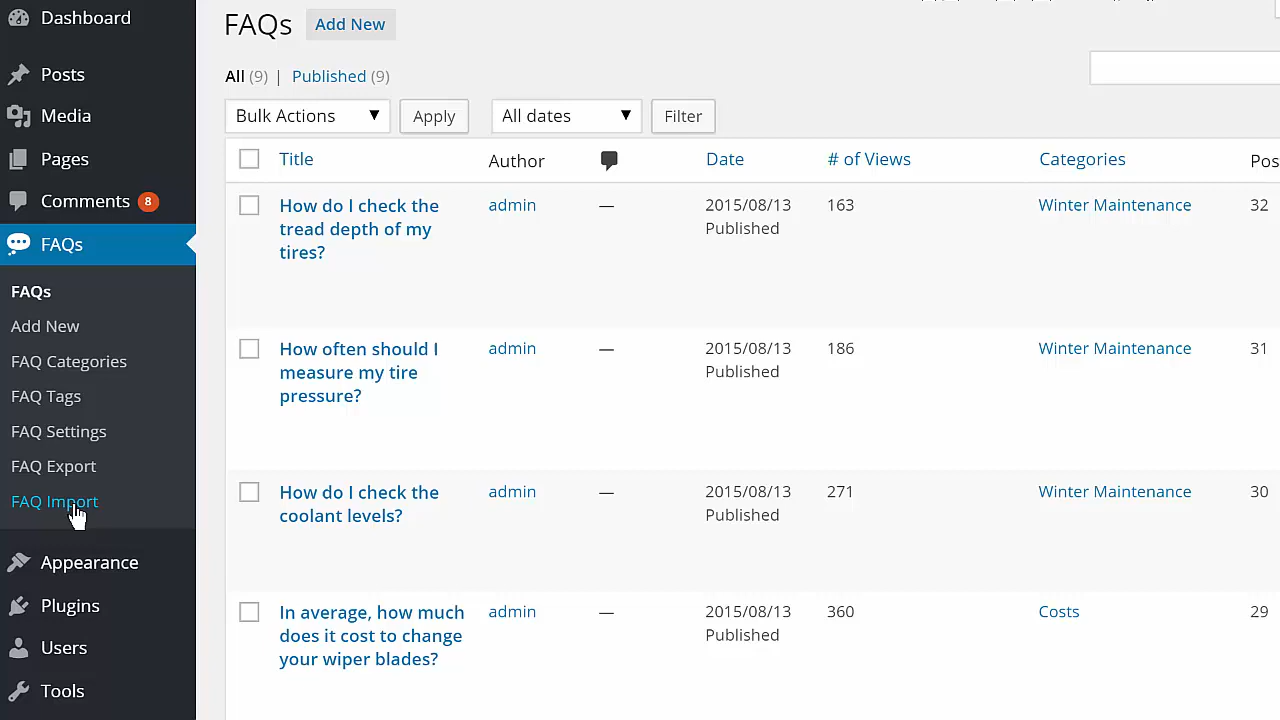 Dashboard
Posts
Media
Pages
Comments 8
FAQs
FAQs
Add New
FAQ Categories
FAQ Tags
FAQ Settings
FAQ Export
FAQ Import
Appearance
Plugins
Users
Tools
FAQs Add New
All (9) | Published (9)
Bulk Actions Apply All dates Filter
Title Author Date # of Views Categories
How do I check the admin — 2015/08/13 163 Winter Maintenance 32
tread depth of my Published
tires?
How often should I admin — 2015/08/13 186 Winter Maintenance 31
measure my tire Published
pressure?
How do I check the admin — 2015/08/13 271 Winter Maintenance 30
coolant levels? Published
In average, how much admin — 2015/08/13 360 Costs 29
does it cost to change Published
your wiper blades?